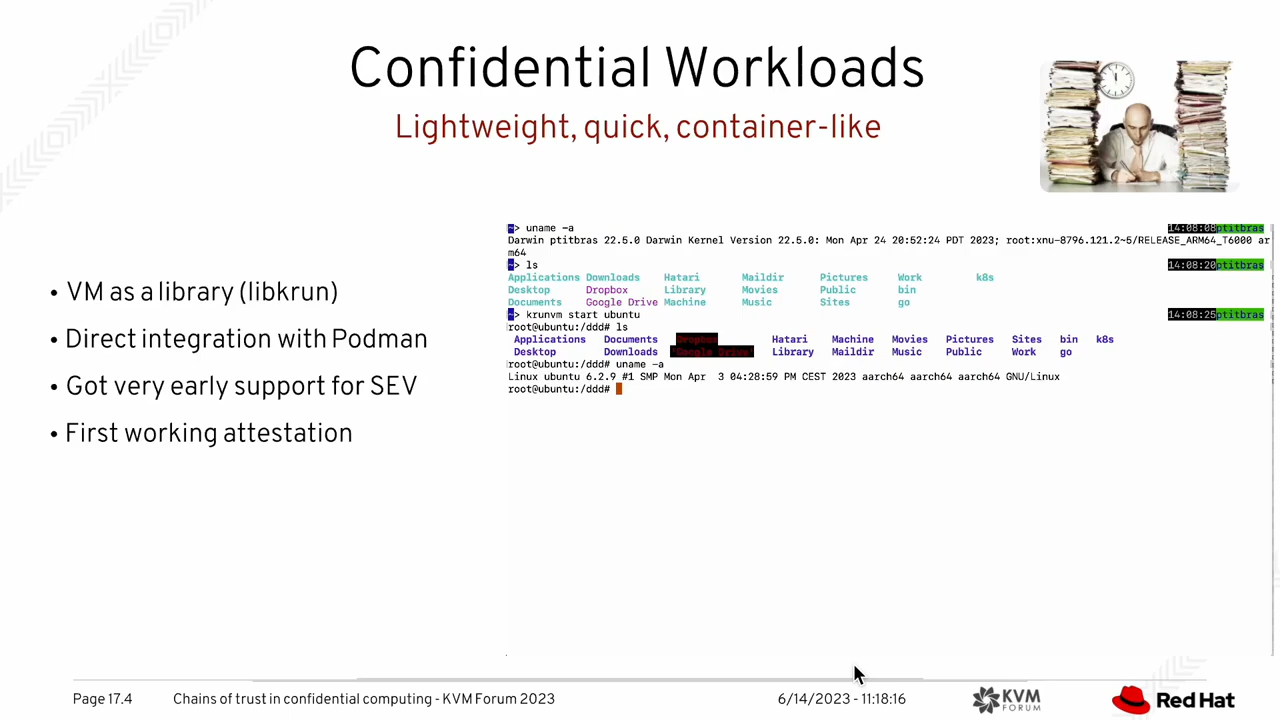 Confidential Workloads
Lightweight, quick, container-like
• VM as a library (libkrun)
• Direct integration with Podman
• Got very early support for SEV
• First working attestation
~> uname -a 14:08:08 ptitbras
Darwin ptitbras 22.5.0 Darwin Kernel Version 22.5.0: Mon Apr 24 20:52:24 PDT 2023; root:xnu-8796.121.2~5/RELEASE_ARM64_T6000 ar
m64
~> ls 14:08:20 ptitbras
Applications Downloads Hatari Maildir Pictures Work k8s
Desktop Dropbox Library Movies Public bin
Documents Google Drive Machine Music Sites go
~> krunvm start ubuntu 14:08:25 ptitbras
root@ubuntu:/ddd# ls
Applications Documents Dropbox Hatari Machine Movies Pictures Sites bin k8s
Desktop Downloads 'Google Drive' Library Maildir Music Public Work go
root@ubuntu:/ddd# uname -a
Linux ubuntu 6.2.9 #1 SMP Mon Apr 3 04:28:59 PM CEST 2023 aarch64 aarch64 aarch64 GNU/Linux
root@ubuntu:/ddd#
Page 17.4 Chains of trust in confidential computing - KVM Forum 2023 6/14/2023 - 11:18:16
KVM
FORUM
Red Hat